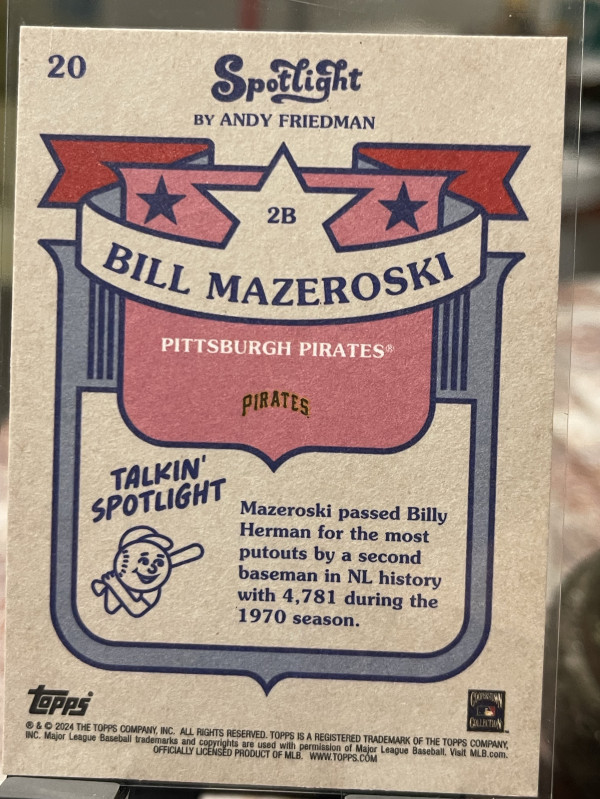 20
Spotlight
BY ANDY FRIEDMAN
2B
BILL MAZEROSKI
PITTSBURGH PIRATES®
PIRATES
TALKIN'
SPOTLIGHT
Mazeroski passed Billy
Herman for the most
putouts by a second
baseman in NL history
with 4,781 during the
1970 season.
topps
COOPERSTOWN
COLLECTION
® & © 2024 THE TOPPS COMPANY, INC. ALL RIGHTS RESERVED. TOPPS IS A REGISTERED TRADEMARK OF THE TOPPS COMPANY,
INC. Major League Baseball trademarks and copyrights are used with permission of Major League Baseball. Visit MLB.com.
OFFICIALLY LICENSED PRODUCT OF MLB. WWW.TOPPS.COM